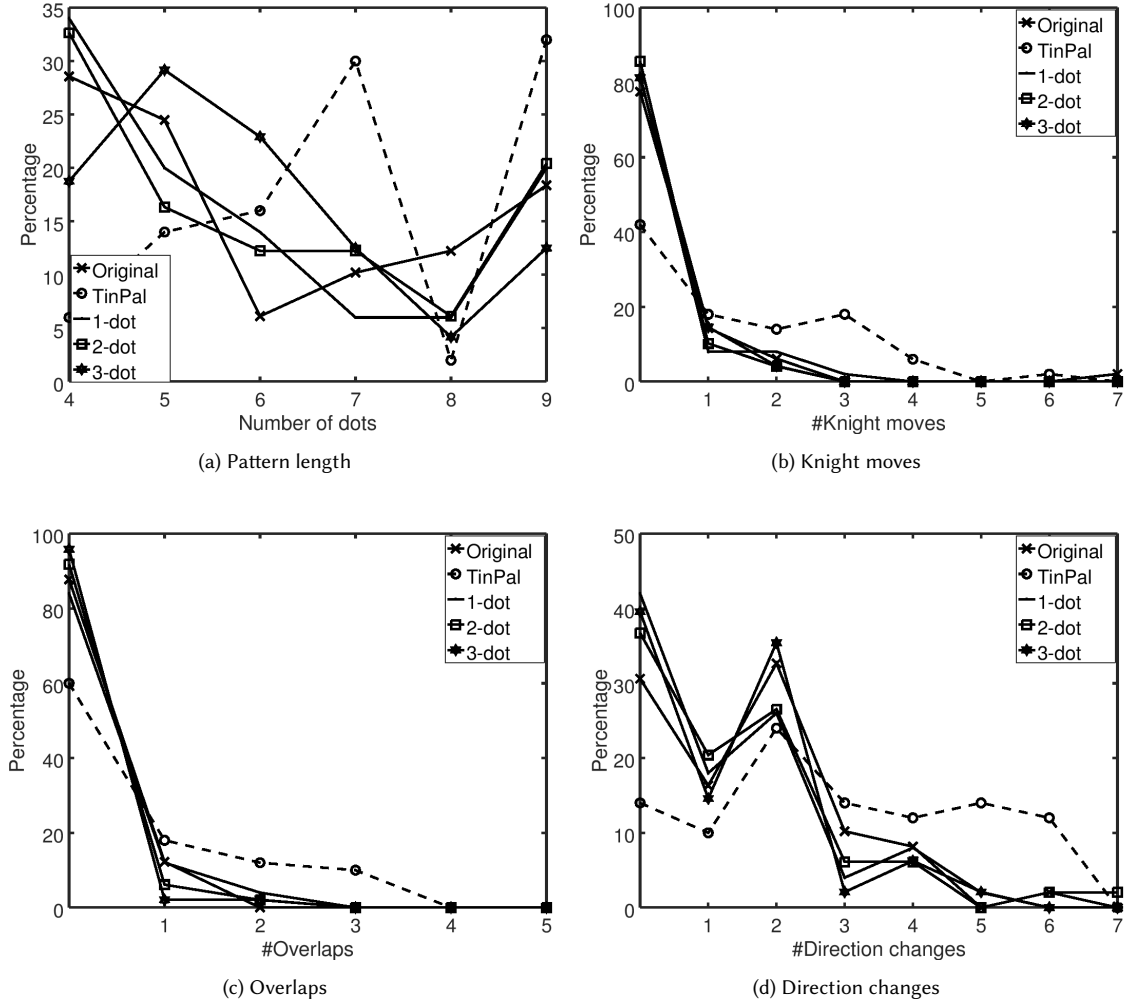 35
30
25
20
15
10
5
0
Percentage
Original
TinPal
1-dot
2-dot
3-dot
4 5 6 7 8 9
Number of dots
(a) Pattern length
100
80
60
40
20
0
Percentage
Original
TinPal
1-dot
2-dot
3-dot
1 2 3 4 5 6 7
#Knight moves
(b) Knight moves
100
80
60
40
20
0
Percentage
Original
TinPal
1-dot
2-dot
3-dot
1 2 3 4 5
#Overlaps
(c) Overlaps
50
40
30
20
10
0
Percentage
Original
TinPal
1-dot
2-dot
3-dot
1 2 3 4 5 6 7
#Direction changes
(d) Direction changes